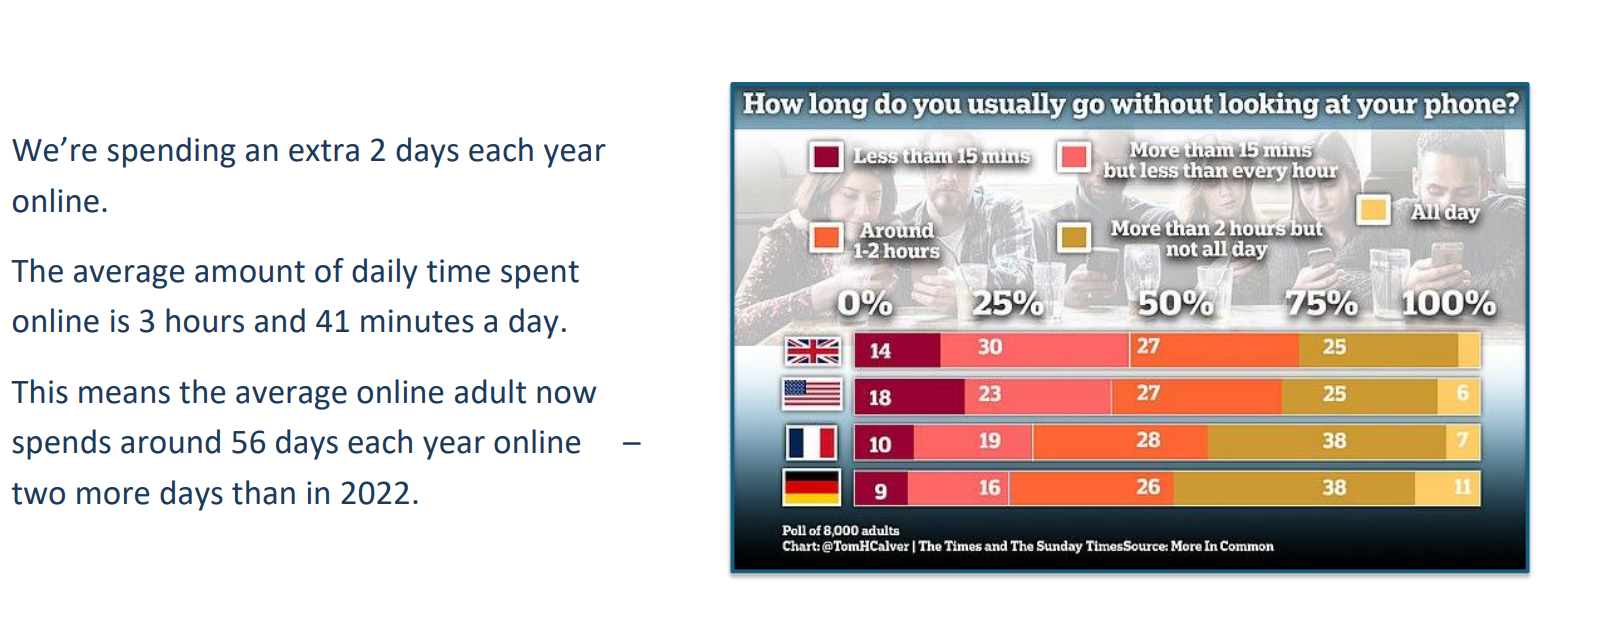 We're spending an extra 2 days each year
online.
The average amount of daily time spent
online is 3 hours and 41 minutes a day.
This means the average online adult now
spends around 56 days each year online –
two more days than in 2022.
How long do you usually go without looking at your phone?
Less tham 15 mins
More tham 15 mins
but less than every hour
All day
Around
1-2 hours
More than 2 hours but
not all day
0% 25% 50% 75% 100%
14 30 27 25
18 23 27 25 6
10 19 28 38 7
9 16 26 38 11
Poll of 8,000 adults
Chart: @TomHCalver | The Times and The Sunday TimesSource: More In Common